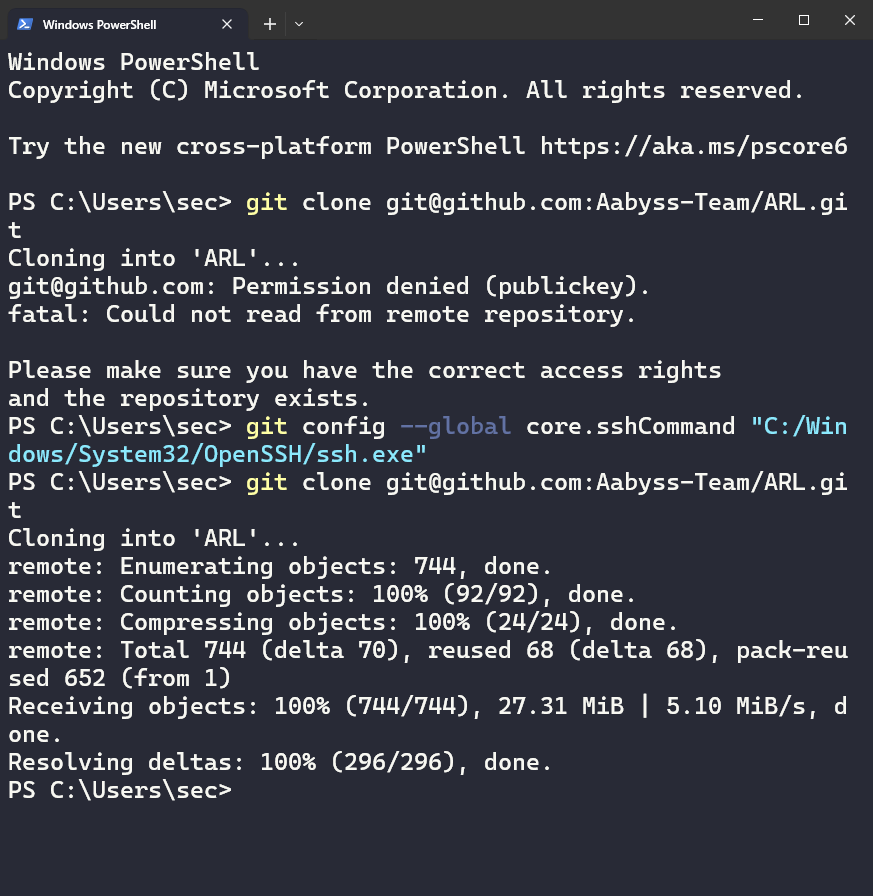 Windows PowerShell
Windows PowerShell
Copyright (C) Microsoft Corporation. All rights reserved.
Try the new cross-platform PowerShell https://aka.ms/pscore6
PS C:\Users\sec> git clone git@github.com:Aabyss-Team/ARL.gi
t
Cloning into 'ARL'...
git@github.com: Permission denied (publickey).
fatal: Could not read from remote repository.
Please make sure you have the correct access rights
and the repository exists.
PS C:\Users\sec> git config --global core.sshCommand "C:/Win
dows/System32/OpenSSH/ssh.exe"
PS C:\Users\sec> git clone git@github.com:Aabyss-Team/ARL.gi
t
Cloning into 'ARL'...
remote: Enumerating objects: 744, done.
remote: Counting objects: 100% (92/92), done.
remote: Compressing objects: 100% (24/24), done.
remote: Total 744 (delta 70), reused 68 (delta 68), pack-reu
sed 652 (from 1)
Receiving objects: 100% (744/744), 27.31 MiB | 5.10 MiB/s, d
one.
Resolving deltas: 100% (296/296), done.
PS C:\Users\sec>